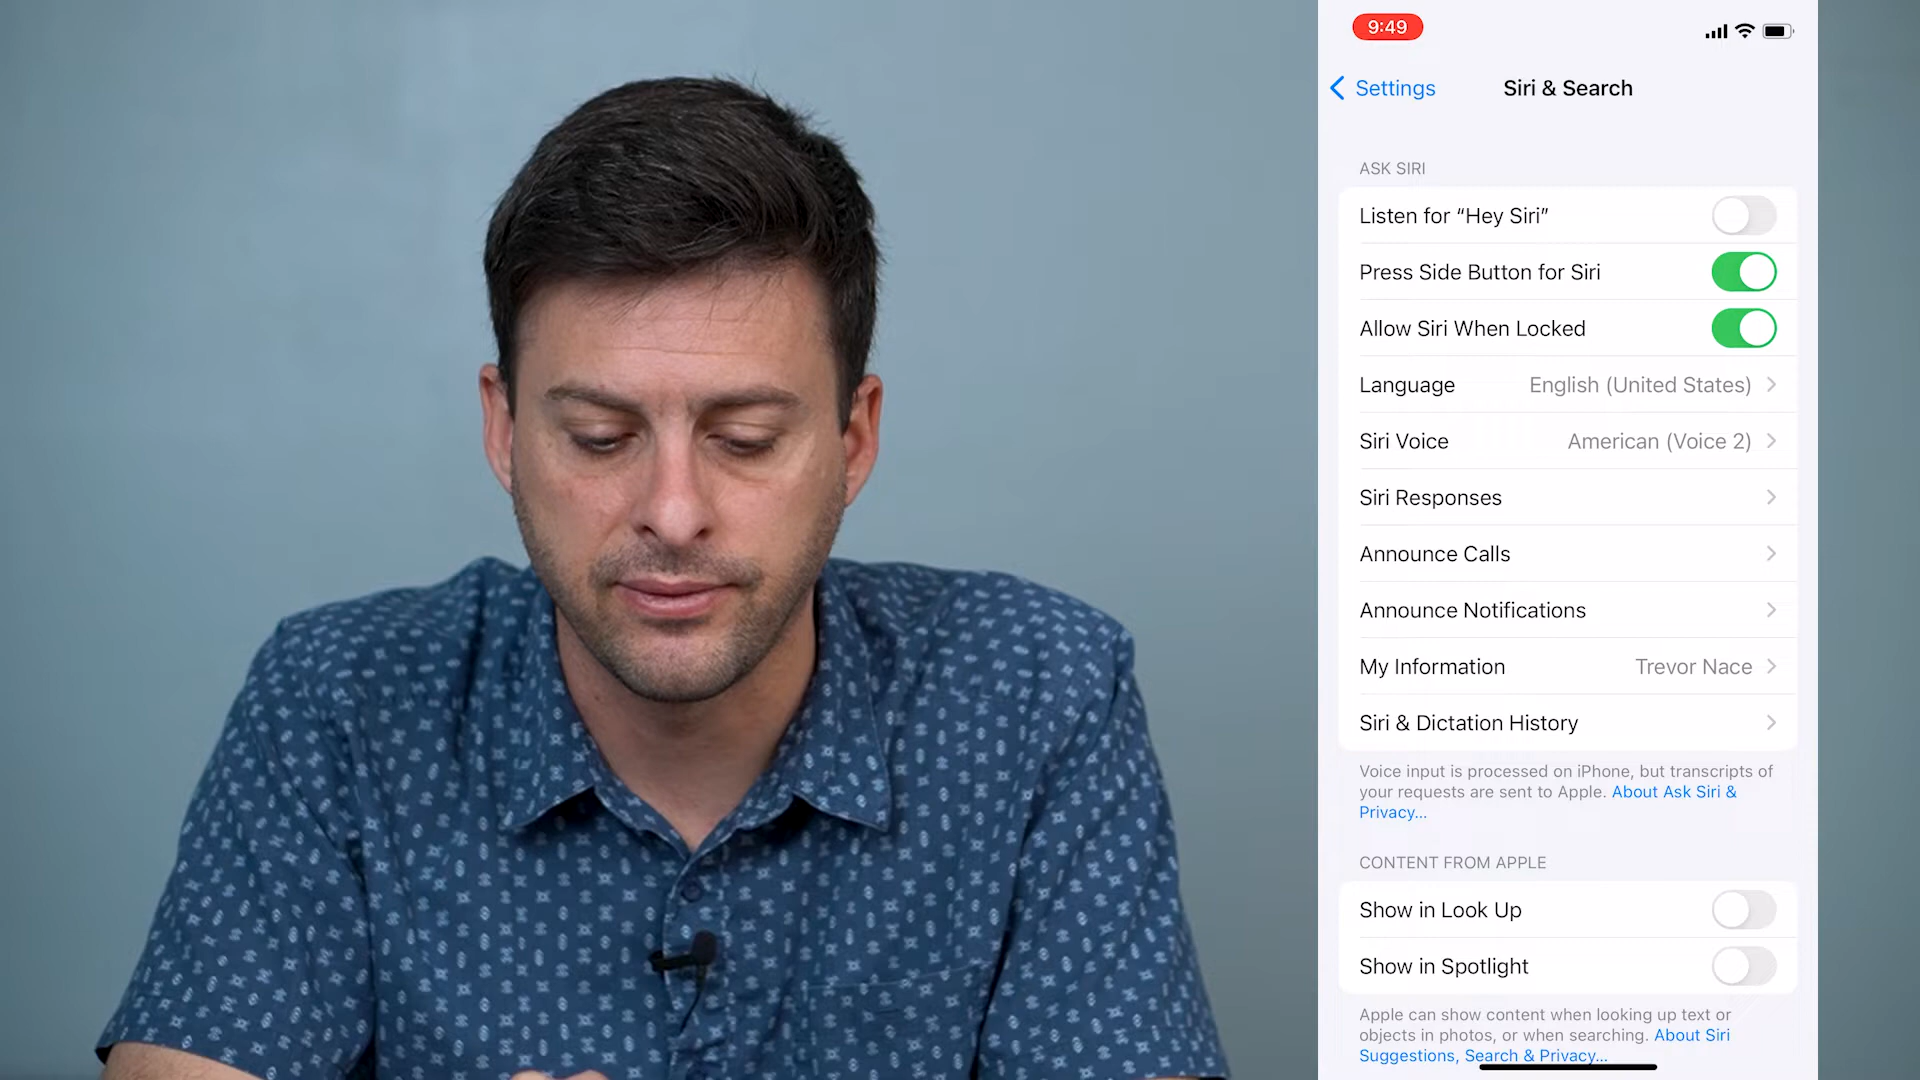 9:49
Settings
Siri & Search
ASK SIRI
Listen for “Hey Siri”
Press Side Button for Siri
Allow Siri When Locked
Language English (United States)
Siri Voice American (Voice 2)
Siri Responses
Announce Calls
Announce Notifications
My Information Trevor Nace
Siri & Dictation History
Voice input is processed on iPhone, but transcripts of
your requests are sent to Apple. About Ask Siri &
Privacy...
CONTENT FROM APPLE
Show in Look Up
Show in Spotlight
Apple can show content when looking up text or
objects in photos, or when searching. About Siri
Suggestions, Search & Privacy...